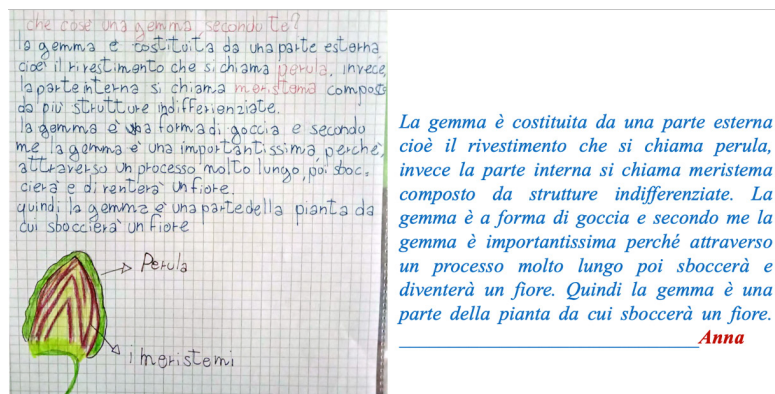 che cose una gemma, secondo te?
la gemma è costituita da una parte esterna
cioè il rivestimento che si chiama perula, invece,
la parte interna si chiama meristema composto
da più strutture indifferienziate.
la gemma è una forma di goccia e secondo
me la gemma è una importantissima, perché,
attraverso un processo molto lungo, poi sboc.
cierà e diventerà un fiore.
quindi la gemma è una parte della pianta da
cui sboccierà un fiore
Perula
i meristemi
La gemma è costituita da una parte esterna
cioè il rivestimento che si chiama perula,
invece la parte interna si chiama meristema
composto da strutture indifferenziate. La
gemma è a forma di goccia e secondo me la
gemma è importantissima perché attraverso
un processo molto lungo poi sboccerà e
diventerà un fiore. Quindi la gemma è una
parte della pianta da cui sboccerà un fiore.
Anna